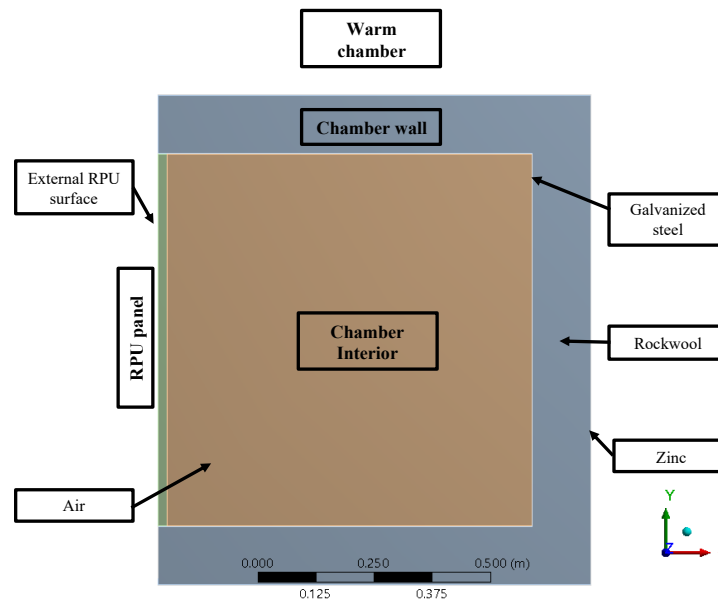 Warm
chamber
Chamber wall
External RPU
surface
Galvanized
steel
RPU panel
Chamber
Interior
Rockwool
Zinc
Air
Y
Z
0.000
0.250
0.500 (m)
0.125
0.375